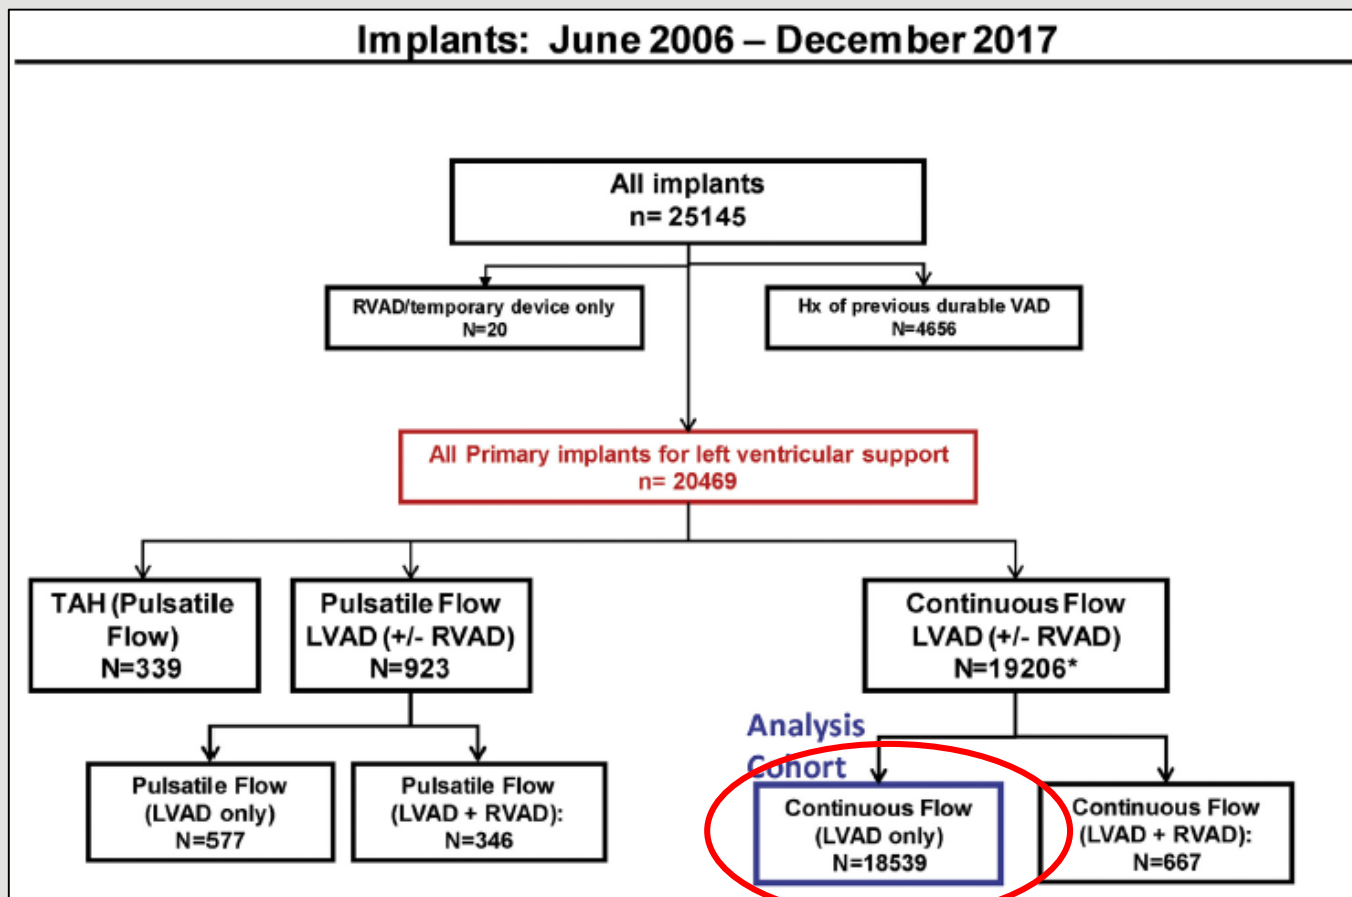 Implants: June 2006 – December 2017
All implants
n= 25145
RVAD/temporary device only
N=20
Hx of previous durable VAD
N=4656
All Primary implants for left ventricular support
n= 20469
TAH (Pulsatile
Flow)
N=339
Pulsatile Flow
LVAD (+/- RVAD)
N=923
Continuous Flow
LVAD (+/- RVAD)
N=19206*
Analysis
Cohort
Pulsatile Flow
(LVAD only)
N=577
Pulsatile Flow
(LVAD + RVAD):
N=346
Continuous Flow
(LVAD only)
N=18539
Continuous Flow
(LVAD + RVAD):
N=667